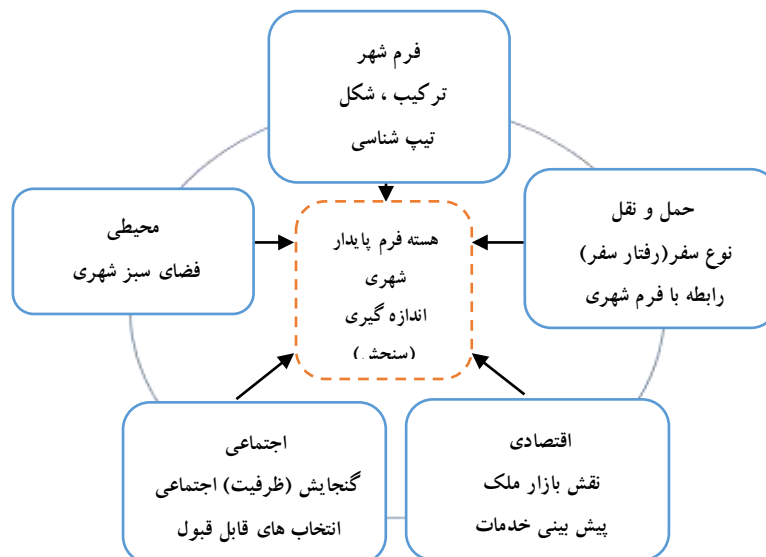 فرم شهر
ترکیب ، شکل
تیپ شناسی
حمل و نقل
نوع سفر(رفتار سفر)
رابطه با فرم شهری
محیطی
فضای سبز شهری
هسته فرم پایدار
شهری
اندازه گیری
(سنجش)
اقتصادی
نقش بازار ملک
پیش بینی خدمات
اجتماعی
گنجایش (ظرفیت) اجتماعی
انتخاب های قابل قبول